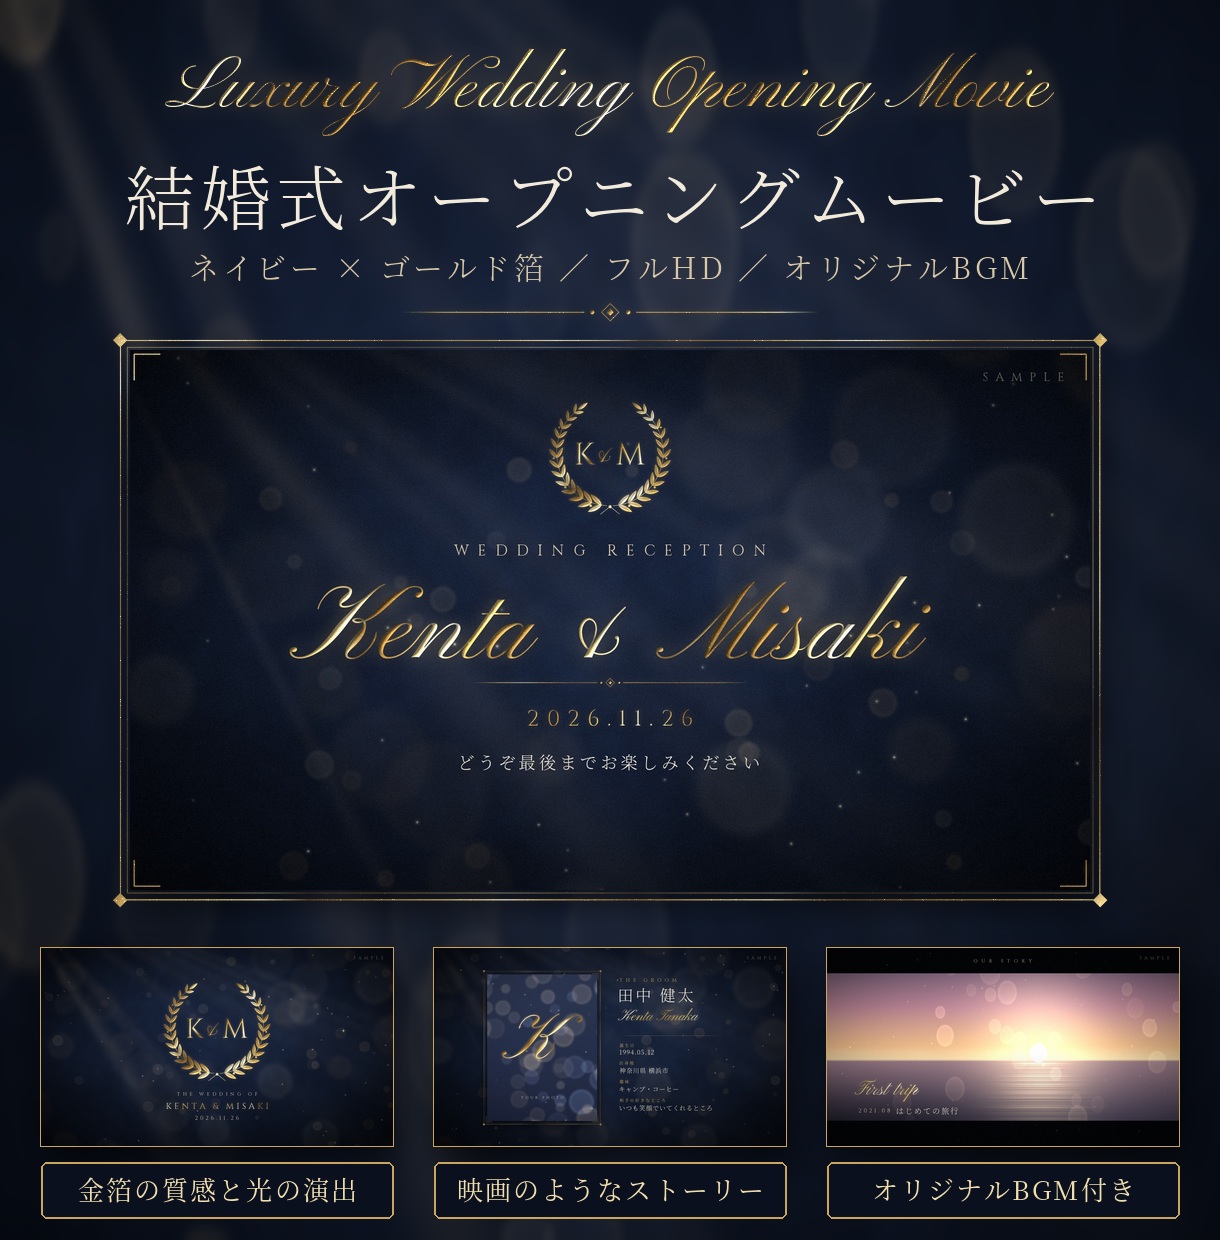 Luxury Wedding Opening Movie
結婚式オープニングムービー
ネイビー × ゴールド箔 ／ フルHD ／ オリジナルBGM
SAMPLE
K & M
WEDDING RECEPTION
Kenta & Misaki
2026.11.26
どうぞ最後までお楽しみください
SAMPLE
K & M
THE WEDDING OF
KENTA & MISAKI
2026.11.26
SAMPLE
THE GROOM
田中 健太
Kenta Tanaka
K
1994.05.12
神奈川県 横浜市
キャンプ・コーヒー
いつも笑顔でいてくれるところ
YOUR PHOTO
OUR STORY
SAMPLE
First trip
2021.08 はじめての旅行
金箔の質感と光の演出
映画のようなストーリー
オリジナルBGM付き